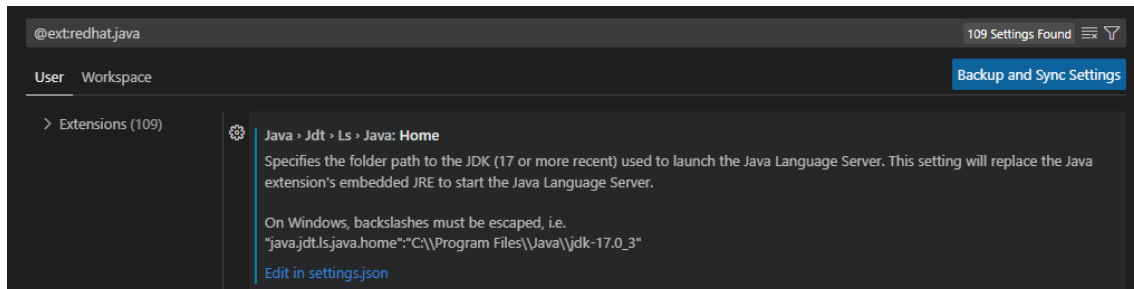 @ext:redhat.java
109 Settings Found
User Workspace
Backup and Sync Settings
Extensions (109)
Java › Jdt › Ls › Java: Home
Specifies the folder path to the JDK (17 or more recent) used to launch the Java Language Server. This setting will replace the Java
extension's embedded JRE to start the Java Language Server.
On Windows, backslashes must be escaped, i.e.
"java.jdt.ls.java.home":"C:\\Program Files\\Java\\jdk-17.0_3"
Edit in settings.json